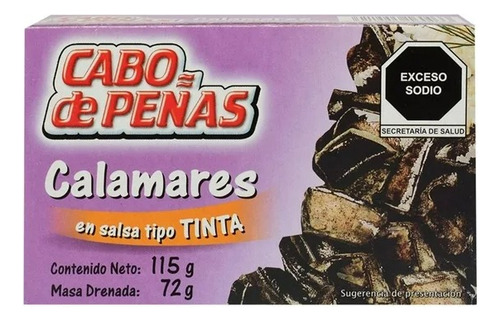 CABO
de PEÑAS
Calamares
en salsa tipo TINTA
Contenido Neto: 115 g
Masa Drenada: 72 g
EXCESO
SODIO
SECRETARÍA DE SALUD
Sugerencia de presentación